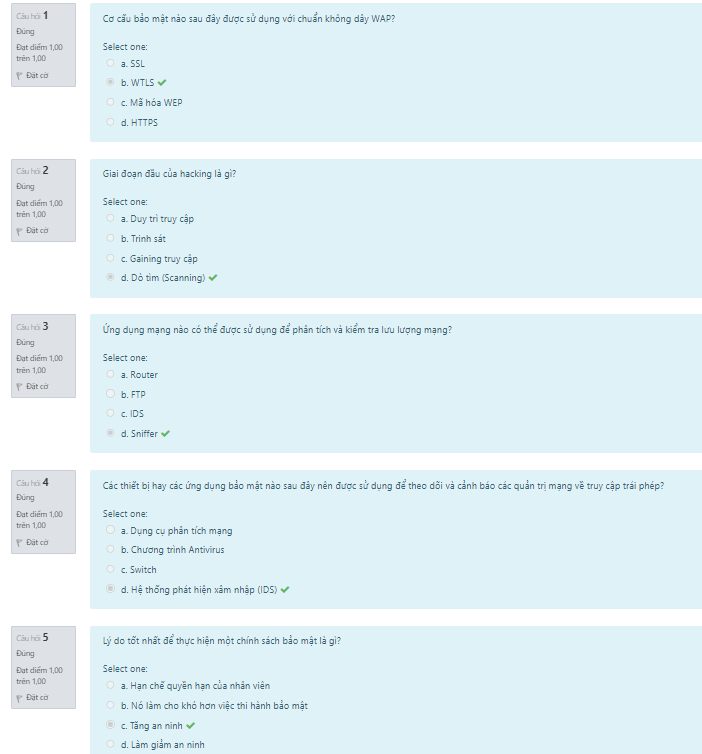 Câu hỏi 1
Đúng
Đạt điểm 1,00
trên 1,00
Đặt cờ
Cơ cấu bảo mật nào sau đây được sử dụng với chuẩn không dây WAP?
Select one:
a. SSL
b. WTLS
c. Mã hóa WEP
d. HTTPS
Câu hỏi 2
Đúng
Đạt điểm 1,00
trên 1,00
Đặt cờ
Giai đoạn đầu của hacking là gì?
Select one:
a. Duy trì truy cập
b. Trinh sát
c. Gaining truy cập
d. Dò tìm (Scanning)
Câu hỏi 3
Đúng
Đạt điểm 1,00
trên 1,00
Đặt cờ
Ứng dụng mạng nào có thể được sử dụng để phân tích và kiểm tra lưu lượng mạng?
Select one:
a. Router
b. FTP
c. IDS
d. Sniffer
Câu hỏi 4
Đúng
Đạt điểm 1,00
trên 1,00
Đặt cờ
Các thiết bị hay các ứng dụng bảo mật nào sau đây nên được sử dụng để theo dõi và cảnh báo các quản trị mạng về truy cập trái phép?
Select one:
a. Dụng cụ phân tích mạng
b. Chương trình Antivirus
c. Switch
d. Hệ thống phát hiện xâm nhập (IDS)
Câu hỏi 5
Đúng
Đạt điểm 1,00
trên 1,00
Đặt cờ
Lý do tốt nhất để thực hiện một chính sách bảo mật là gì?
Select one:
a. Hạn chế quyền hạn của nhân viên
b. Nó làm cho khó hơn việc thi hành bảo mật
c. Tăng an ninh
d. Làm giảm an ninh